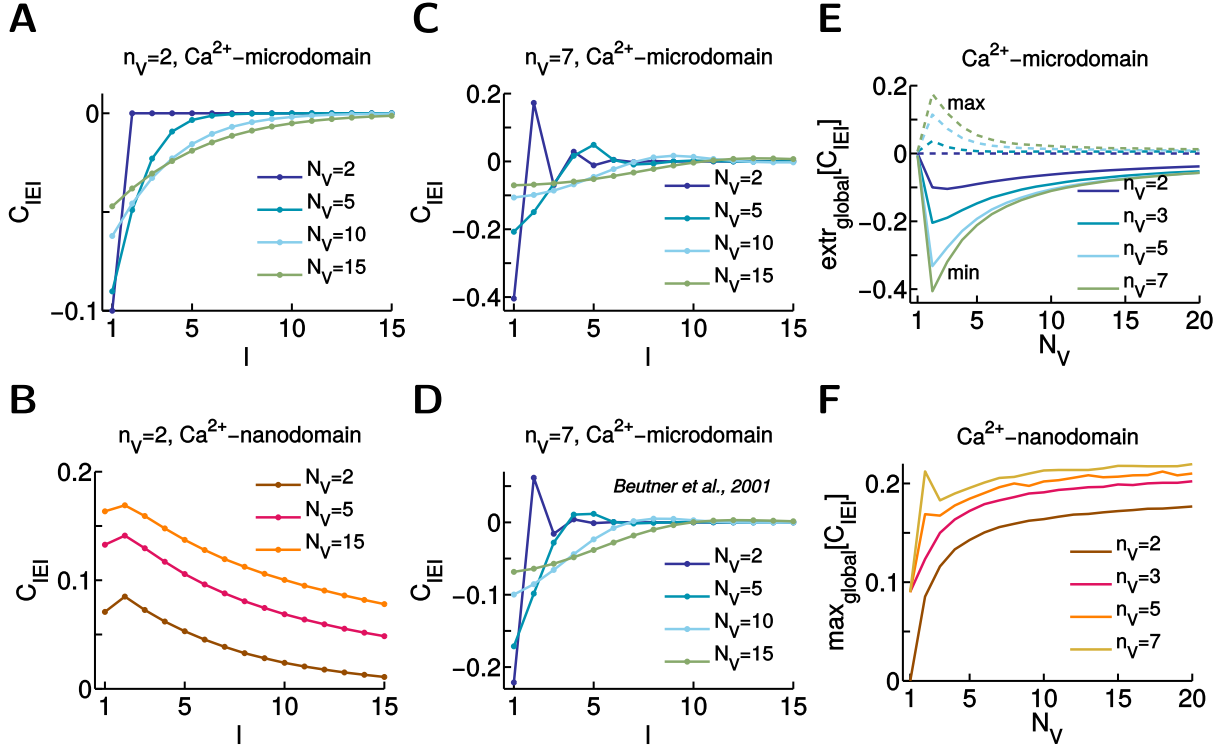 A
n_V=2, Ca²⁺−microdomain
0
−0.1
C_IEI
N_V=2
N_V=5
N_V=10
N_V=15
1 5 10 15
I
B
n_V=2, Ca²⁺−nanodomain
0.2
0.1
0
C_IEI
N_V=2
N_V=5
N_V=15
1 5 10 15
I
C
n_V=7, Ca²⁺−microdomain
0.2
0
−0.2
−0.4
C_IEI
N_V=2
N_V=5
N_V=10
N_V=15
1 5 10 15
I
D
n_V=7, Ca²⁺−microdomain
Beutner et al., 2001
0
−0.1
−0.2
C_IEI
N_V=2
N_V=5
N_V=10
N_V=15
1 5 10 15
I
E
Ca²⁺−microdomain
0.2
0
−0.2
−0.4
extr_global[C_IEI]
max
min
n_V=2
n_V=3
n_V=5
n_V=7
1 5 10 15 20
N_V
F
Ca²⁺−nanodomain
0.2
0.1
0
max_global[C_IEI]
n_V=2
n_V=3
n_V=5
n_V=7
1 5 10 15 20
N_V